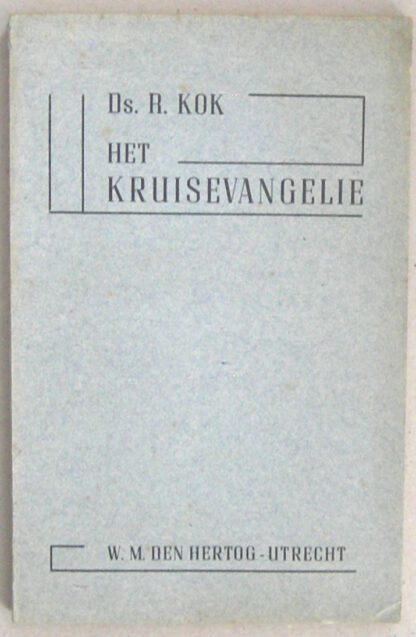 Ds. R. KOK
HET
KRUISEVANGELIE
W. M. DEN HERTOG - UTRECHT